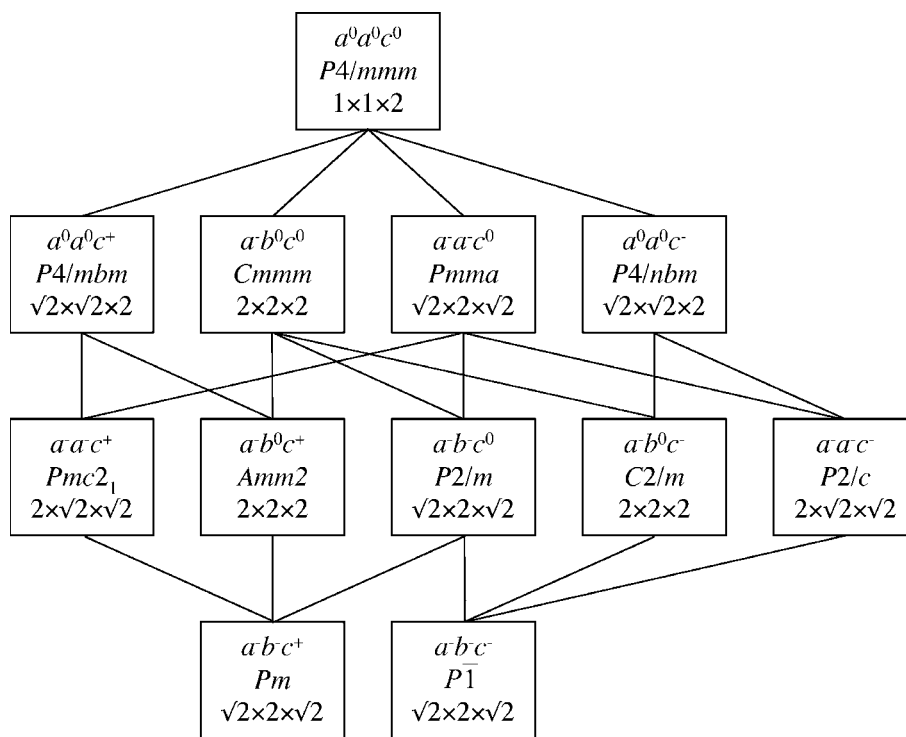 a⁰a⁰c⁰
P4/mmm
1×1×2
a⁰a⁰c⁺
P4/mbm
√2×√2×2
a⁻b⁰c⁰
Cmmm
2×2×2
a⁻a⁻c⁰
Pmma
√2×2×√2
a⁰a⁰c⁻
P4/nbm
√2×√2×2
a⁻a⁻c⁺
Pmc2₁
2×√2×√2
a⁻b⁰c⁺
Amm2
2×2×2
a⁻b⁻c⁰
P2/m
√2×2×√2
a⁻b⁰c⁻
C2/m
2×2×2
a⁻a⁻c⁻
P2/c
2×√2×√2
a⁻b⁻c⁺
Pm
√2×2×√2
a⁻b⁻c⁻
P1̅
√2×2×√2